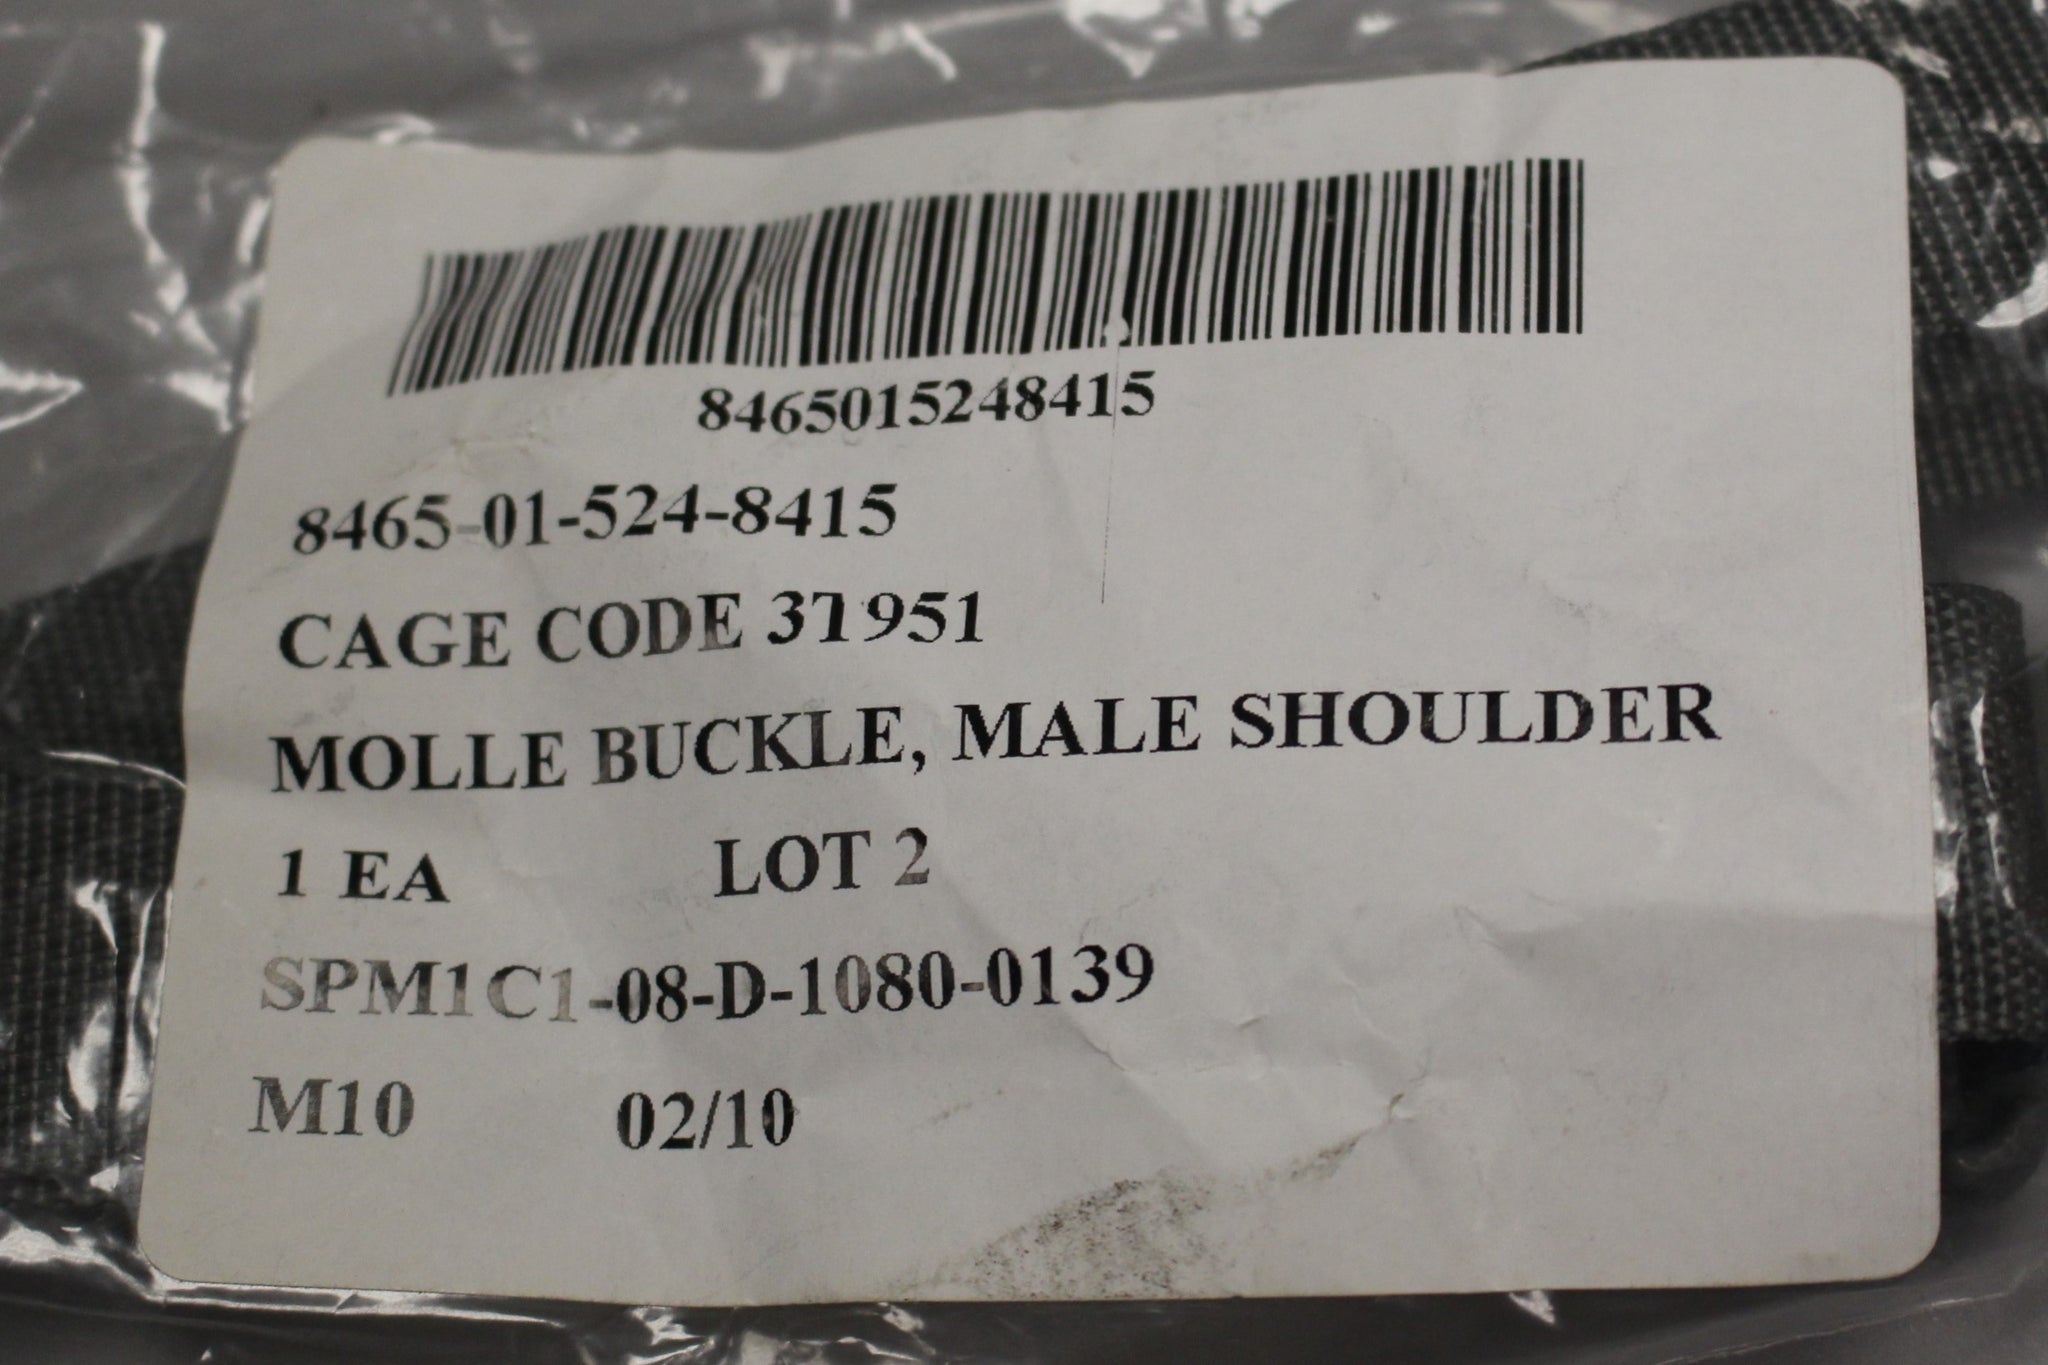 8465015248415
8465-01-524-8415
CAGE CODE 31951
MOLLE BUCKLE, MALE SHOULDER
1 EA LOT 2
SPM1C1-08-D-1080-0139
M10 02/10